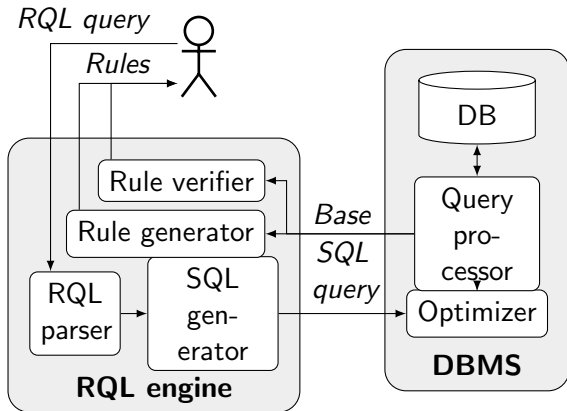 RQL query
Rules
DB
Rule verifier
Query
pro-
cessor
Rule generator
Base
SQL
query
RQL
parser
SQL
gen-
erator
Optimizer
RQL engine
DBMS